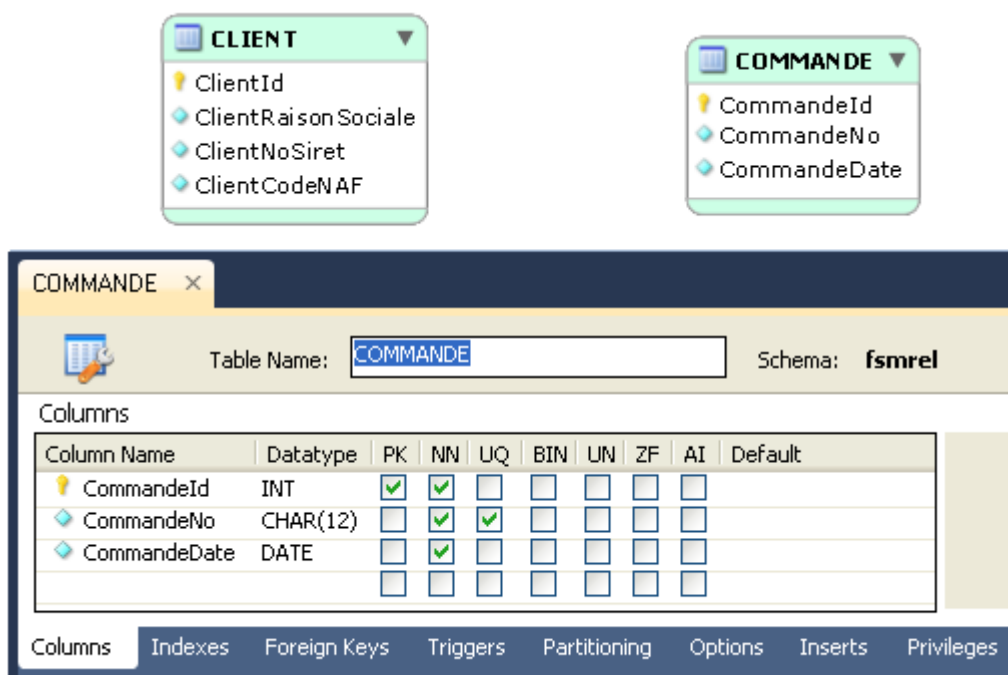 CLIENT
ClientId
ClientRaisonSociale
ClientNoSiret
ClientCodeNAF
COMMANDE
CommandeId
CommandeNo
CommandeDate
COMMANDE
Table Name: COMMANDE Schema: fsmrel
Columns
Column Name Datatype PK NN UQ BIN UN ZF AI Default
CommandeId INT
CommandeNo CHAR(12)
CommandeDate DATE
Columns Indexes Foreign Keys Triggers Partitioning Options Inserts Privileges